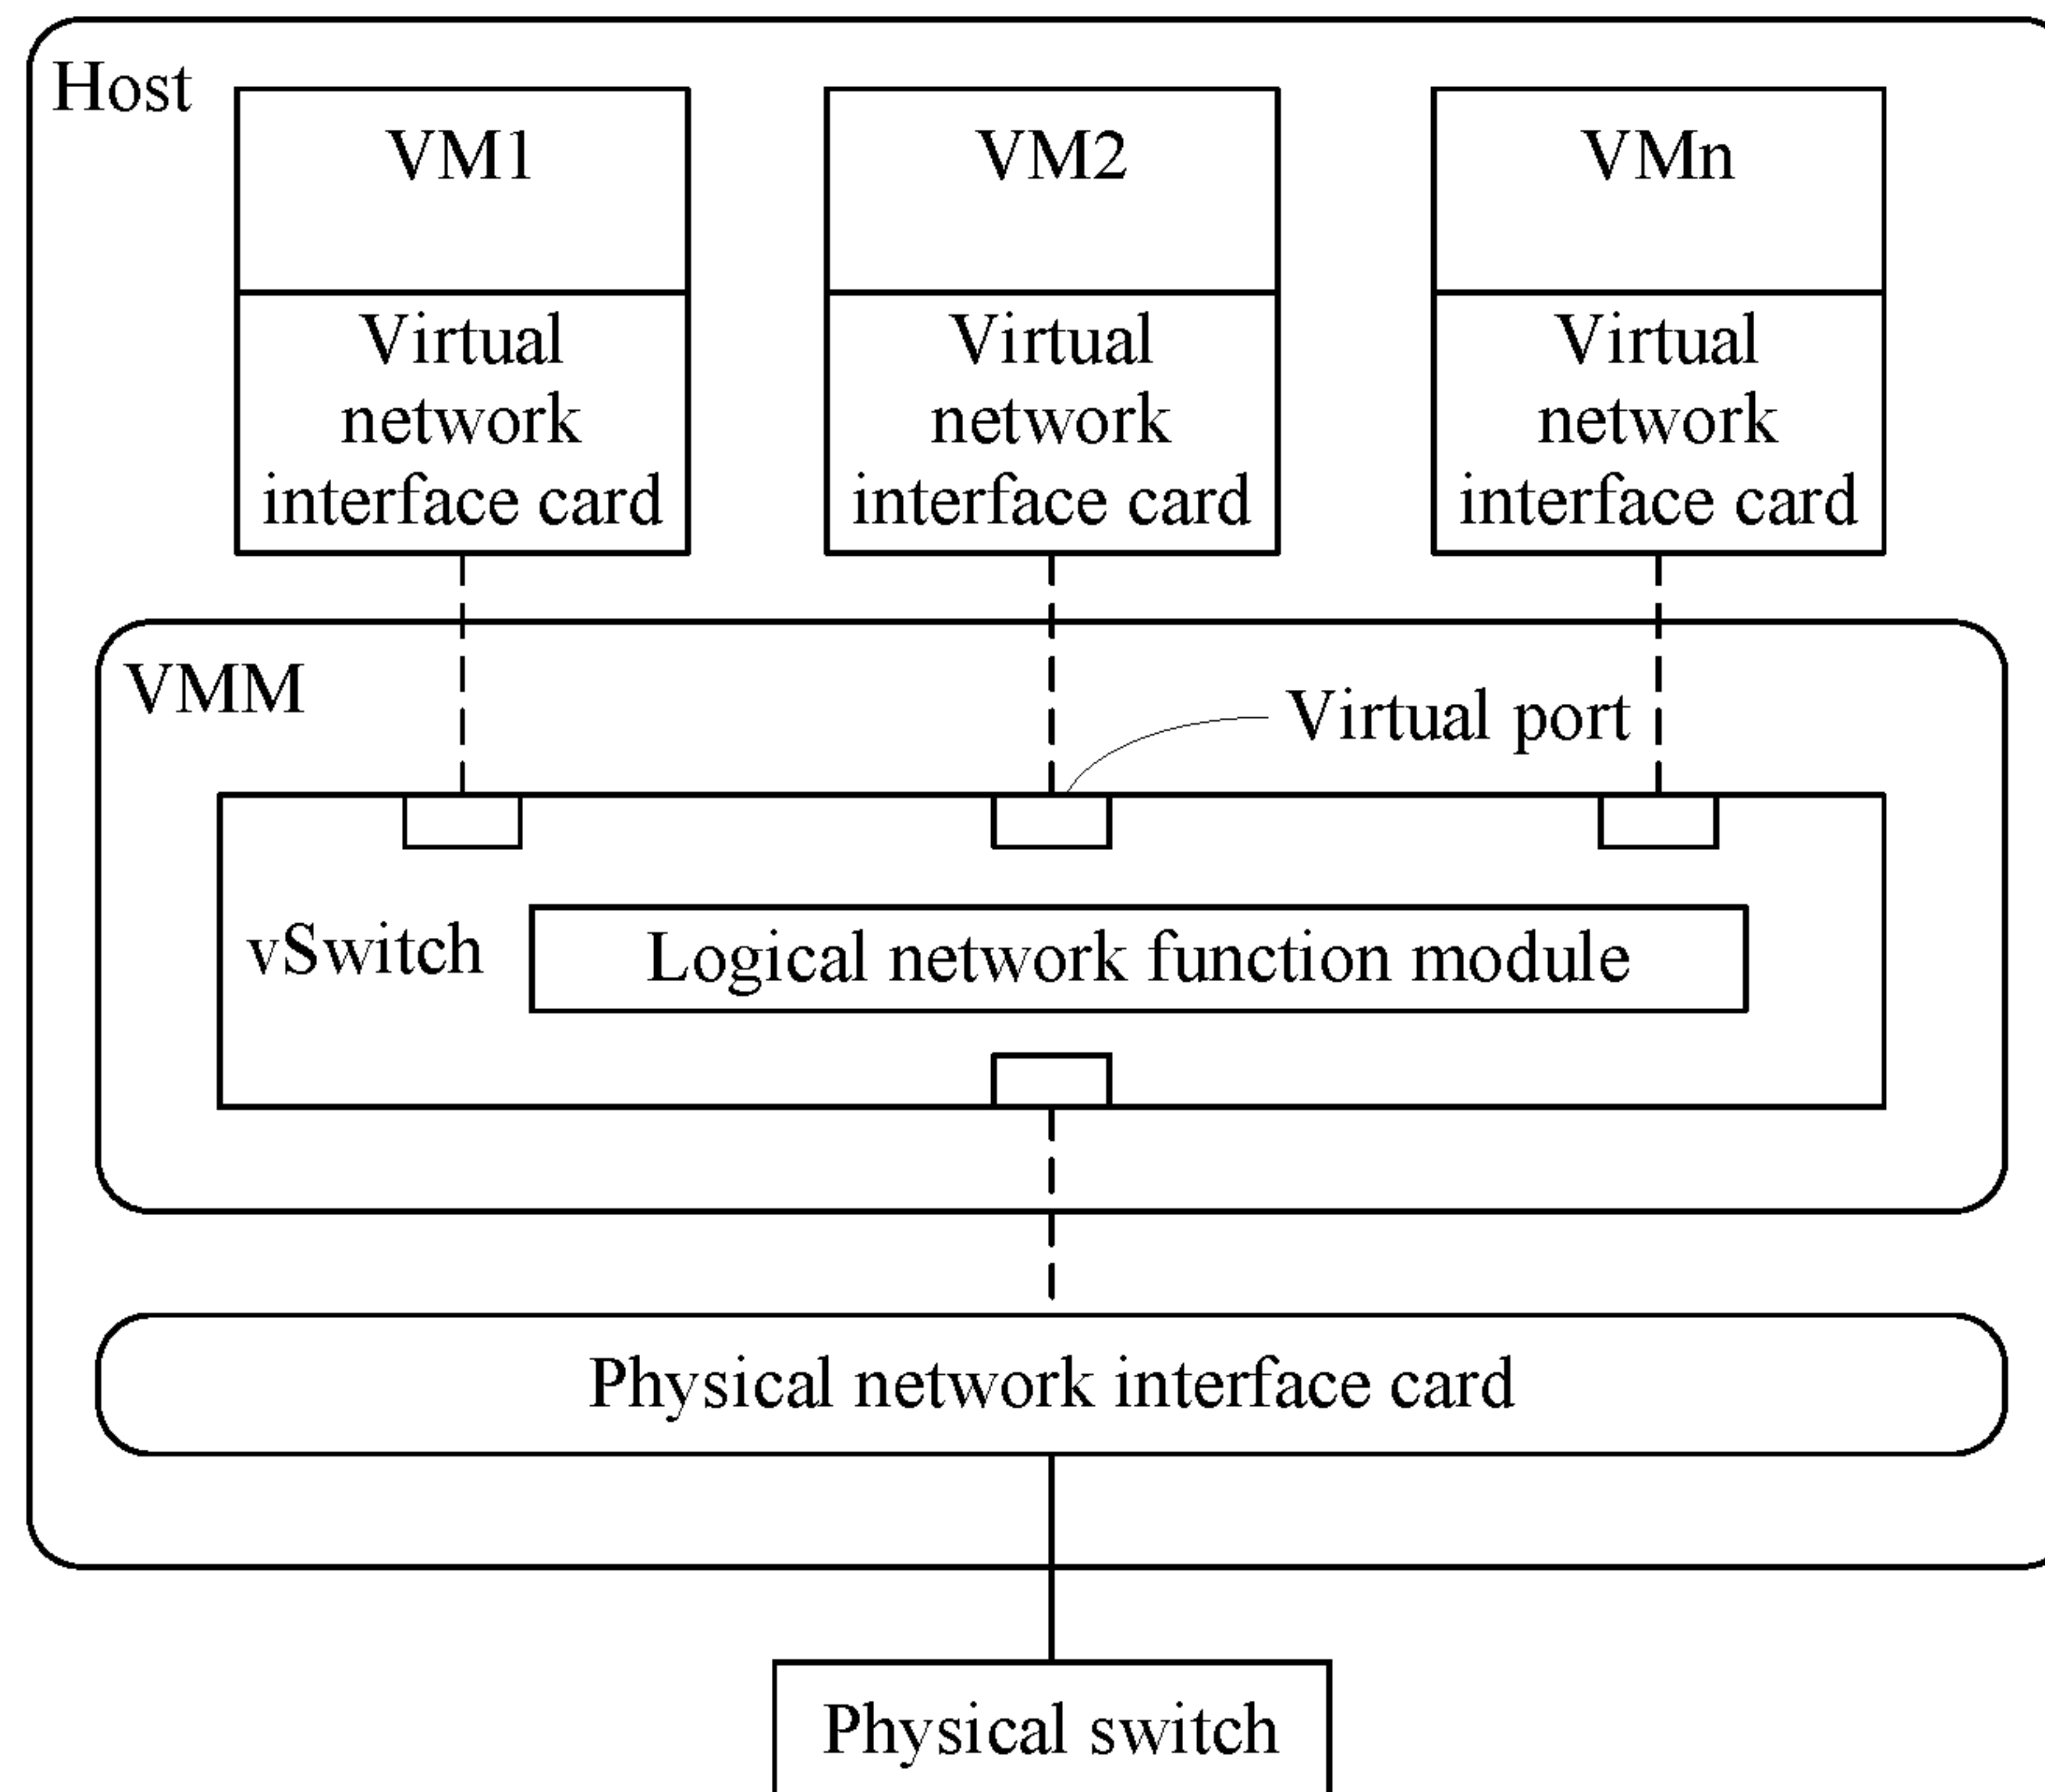 Host
VM1
VM2
VMn
Virtual
network
interface card
Virtual
network
interface card
Virtual
network
interface card
VMM
Virtual port
vSwitch
Logical network function module
Physical network interface card
Physical switch